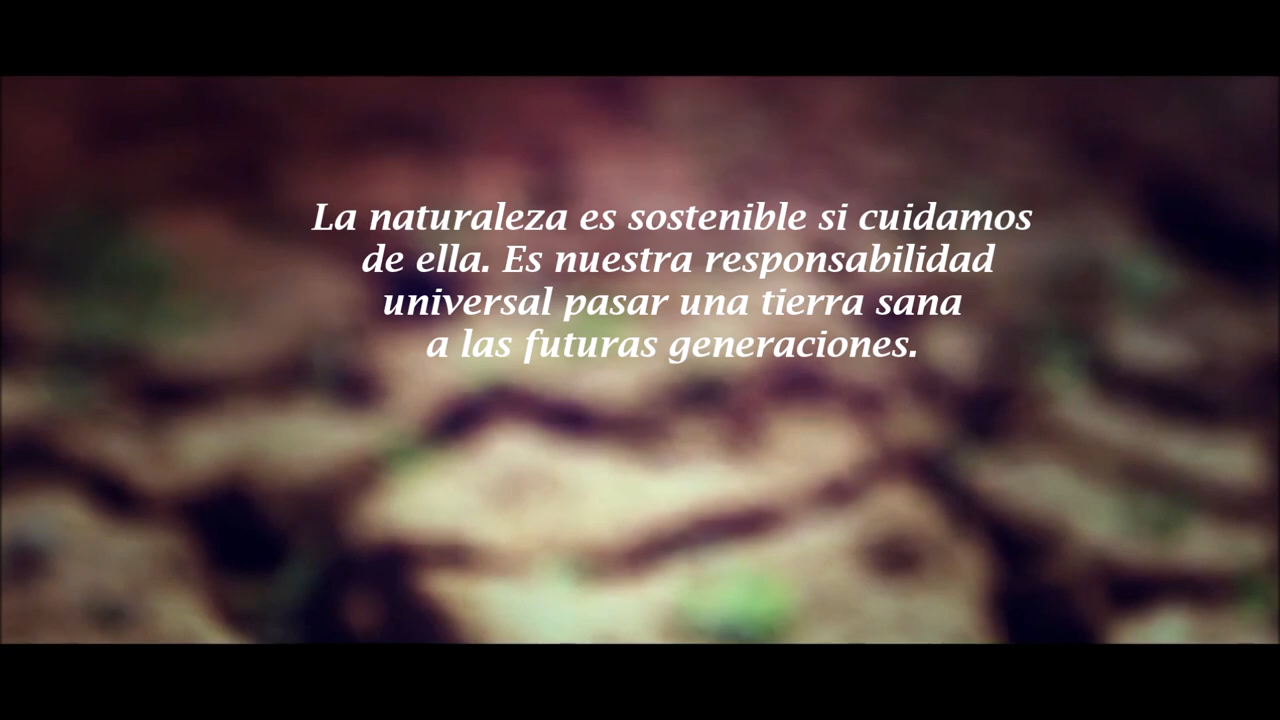 La naturaleza es sostenible si cuidamos
de ella. Es nuestra responsabilidad
universal pasar una tierra sana
a las futuras generaciones.